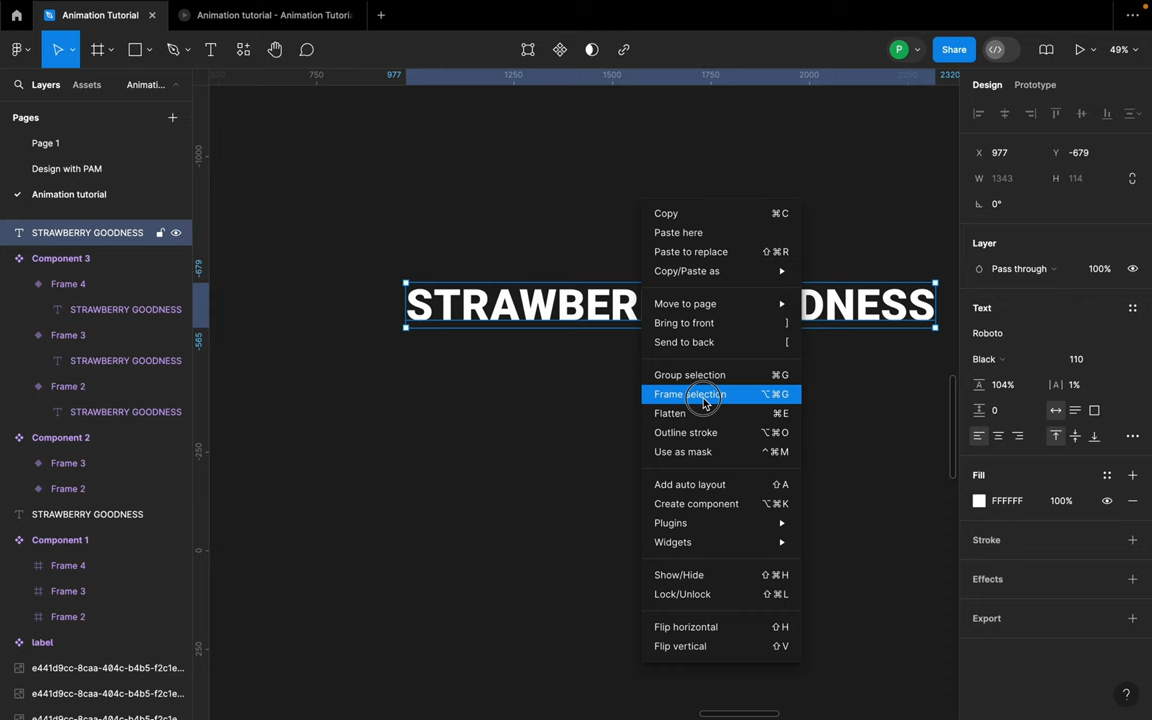 Animation Tutorial
Animation tutorial - Animation Tutori
Share
49%
P
Layers
Assets
Animati...
Pages
Page 1
Design with PAM
Animation tutorial
STRAWBERRY GOODNESS
Component 3
Frame 4
STRAWBERRY GOODNESS
Frame 3
STRAWBERRY GOODNESS
Frame 2
STRAWBERRY GOODNESS
Component 2
Frame 3
Frame 2
STRAWBERRY GOODNESS
Component 1
Frame 4
Frame 3
Frame 2
label
e441d9cc-8caa-404c-b4b5-f2c1e...
e441d9cc-8caa-404c-b4b5-f2c1e...
750 977 1250 1500 1750 2000 2320
-1000
-679
-565
-250
0
250
STRAWBER DNESS
Copy ⌘C
Paste here
Paste to replace ⇧⌘R
Copy/Paste as
Move to page
Bring to front ]
Send to back [
Group selection ⌘G
Frame selection ⌥⌘G
Flatten ⌘E
Outline stroke ⌥⌘O
Use as mask ^⌘M
Add auto layout ⇧A
Create component ⌥⌘K
Plugins
Widgets
Show/Hide ⇧⌘H
Lock/Unlock ⇧⌘L
Flip horizontal ⇧H
Flip vertical ⇧V
Design Prototype
X 977 Y -679
W 1343 H 114
0°
Layer
Pass through 100%
Text
Roboto
Black 110
104% 1%
0
Fill
FFFFFF 100%
Stroke
Effects
Export
?